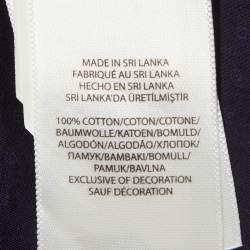 MADE IN SRI LANKA
FABRIQUÉ AU SRI LANKA
HECHO EN SRI LANKA
SRİ LANKA'DA ÜRETİLMİŞTİR
100% COTTON/COTON/COTONE/
BAUMWOLLE/KATOEN/BOMULD/
ALGODÓN/ALGODÃO/ХЛОПОК/
ПАМУК/BAMBAKI/BOMULL/
PAMUK/BAVLNA
EXCLUSIVE OF DECORATION
SAUF DÉCORATION